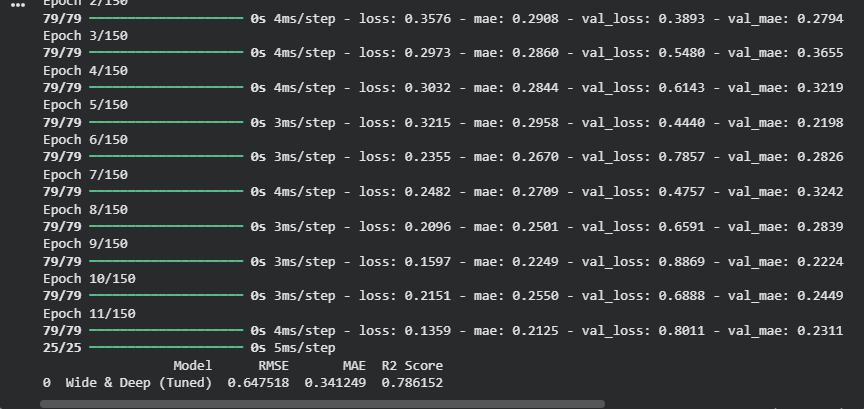 Epoch 2/150
79/79 ━━━━━━━━━━━━━━━━━━━━ 0s 4ms/step - loss: 0.3576 - mae: 0.2908 - val_loss: 0.3893 - val_mae: 0.2794
Epoch 3/150
79/79 ━━━━━━━━━━━━━━━━━━━━ 0s 4ms/step - loss: 0.2973 - mae: 0.2860 - val_loss: 0.5480 - val_mae: 0.3655
Epoch 4/150
79/79 ━━━━━━━━━━━━━━━━━━━━ 0s 4ms/step - loss: 0.3032 - mae: 0.2844 - val_loss: 0.6143 - val_mae: 0.3219
Epoch 5/150
79/79 ━━━━━━━━━━━━━━━━━━━━ 0s 3ms/step - loss: 0.3215 - mae: 0.2958 - val_loss: 0.4440 - val_mae: 0.2198
Epoch 6/150
79/79 ━━━━━━━━━━━━━━━━━━━━ 0s 3ms/step - loss: 0.2355 - mae: 0.2670 - val_loss: 0.7857 - val_mae: 0.2826
Epoch 7/150
79/79 ━━━━━━━━━━━━━━━━━━━━ 0s 4ms/step - loss: 0.2482 - mae: 0.2709 - val_loss: 0.4757 - val_mae: 0.3242
Epoch 8/150
79/79 ━━━━━━━━━━━━━━━━━━━━ 0s 3ms/step - loss: 0.2096 - mae: 0.2501 - val_loss: 0.6591 - val_mae: 0.2839
Epoch 9/150
79/79 ━━━━━━━━━━━━━━━━━━━━ 0s 3ms/step - loss: 0.1597 - mae: 0.2249 - val_loss: 0.8869 - val_mae: 0.2224
Epoch 10/150
79/79 ━━━━━━━━━━━━━━━━━━━━ 0s 3ms/step - loss: 0.2151 - mae: 0.2550 - val_loss: 0.6888 - val_mae: 0.2449
Epoch 11/150
79/79 ━━━━━━━━━━━━━━━━━━━━ 0s 4ms/step - loss: 0.1359 - mae: 0.2125 - val_loss: 0.8011 - val_mae: 0.2311
25/25 ━━━━━━━━━━━━━━━━━━━━ 0s 5ms/step
Model RMSE MAE R2 Score
0 Wide & Deep (Tuned) 0.647518 0.341249 0.786152